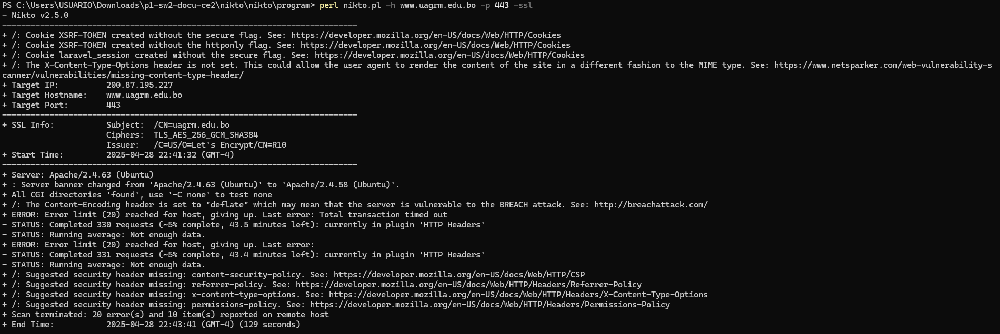 PS C:\Users\USUARIO\Downloads\p1-sw2-docu-ce2\nikto\nikto\program> perl nikto.pl -h www.uagrm.edu.bo -p 443 -ssl
- Nikto v2.5.0
---------------------------------------------------------------------------
+ /: Cookie XSRF-TOKEN created without the secure flag. See: https://developer.mozilla.org/en-US/docs/Web/HTTP/Cookies
+ /: Cookie XSRF-TOKEN created without the httponly flag. See: https://developer.mozilla.org/en-US/docs/Web/HTTP/Cookies
+ /: Cookie laravel_session created without the secure flag. See: https://developer.mozilla.org/en-US/docs/Web/HTTP/Cookies
+ /: The X-Content-Type-Options header is not set. This could allow the user agent to render the content of the site in a different fashion to the MIME type. See: https://www.netsparker.com/web-vulnerability-s
canner/vulnerabilities/missing-content-type-header/
+ Target IP:          200.87.195.227
+ Target Hostname:    www.uagrm.edu.bo
+ Target Port:        443
---------------------------------------------------------------------------
+ SSL Info:           Subject:  /CN=uagrm.edu.bo
                      Ciphers:  TLS_AES_256_GCM_SHA384
                      Issuer:   /C=US/O=Let's Encrypt/CN=R10
+ Start Time:         2025-04-28 22:41:32 (GMT-4)
---------------------------------------------------------------------------
+ Server: Apache/2.4.63 (Ubuntu)
+ : Server banner changed from 'Apache/2.4.63 (Ubuntu)' to 'Apache/2.4.58 (Ubuntu)'.
+ All CGI directories 'found', use '-C none' to test none
+ /: The Content-Encoding header is set to "deflate" which may mean that the server is vulnerable to the BREACH attack. See: http://breachattack.com/
+ ERROR: Error limit (20) reached for host, giving up. Last error: Total transaction timed out
- STATUS: Completed 330 requests (~5% complete, 43.5 minutes left): currently in plugin 'HTTP Headers'
- STATUS: Running average: Not enough data.
+ ERROR: Error limit (20) reached for host, giving up. Last error:
- STATUS: Completed 331 requests (~5% complete, 43.4 minutes left): currently in plugin 'HTTP Headers'
- STATUS: Running average: Not enough data.
+ /: Suggested security header missing: content-security-policy. See: https://developer.mozilla.org/en-US/docs/Web/HTTP/CSP
+ /: Suggested security header missing: referrer-policy. See: https://developer.mozilla.org/en-US/docs/Web/HTTP/Headers/Referrer-Policy
+ /: Suggested security header missing: x-content-type-options. See: https://developer.mozilla.org/en-US/docs/Web/HTTP/Headers/X-Content-Type-Options
+ /: Suggested security header missing: permissions-policy. See: https://developer.mozilla.org/en-US/docs/Web/HTTP/Headers/Permissions-Policy
+ Scan terminated: 20 error(s) and 10 item(s) reported on remote host
+ End Time:           2025-04-28 22:43:41 (GMT-4) (129 seconds)